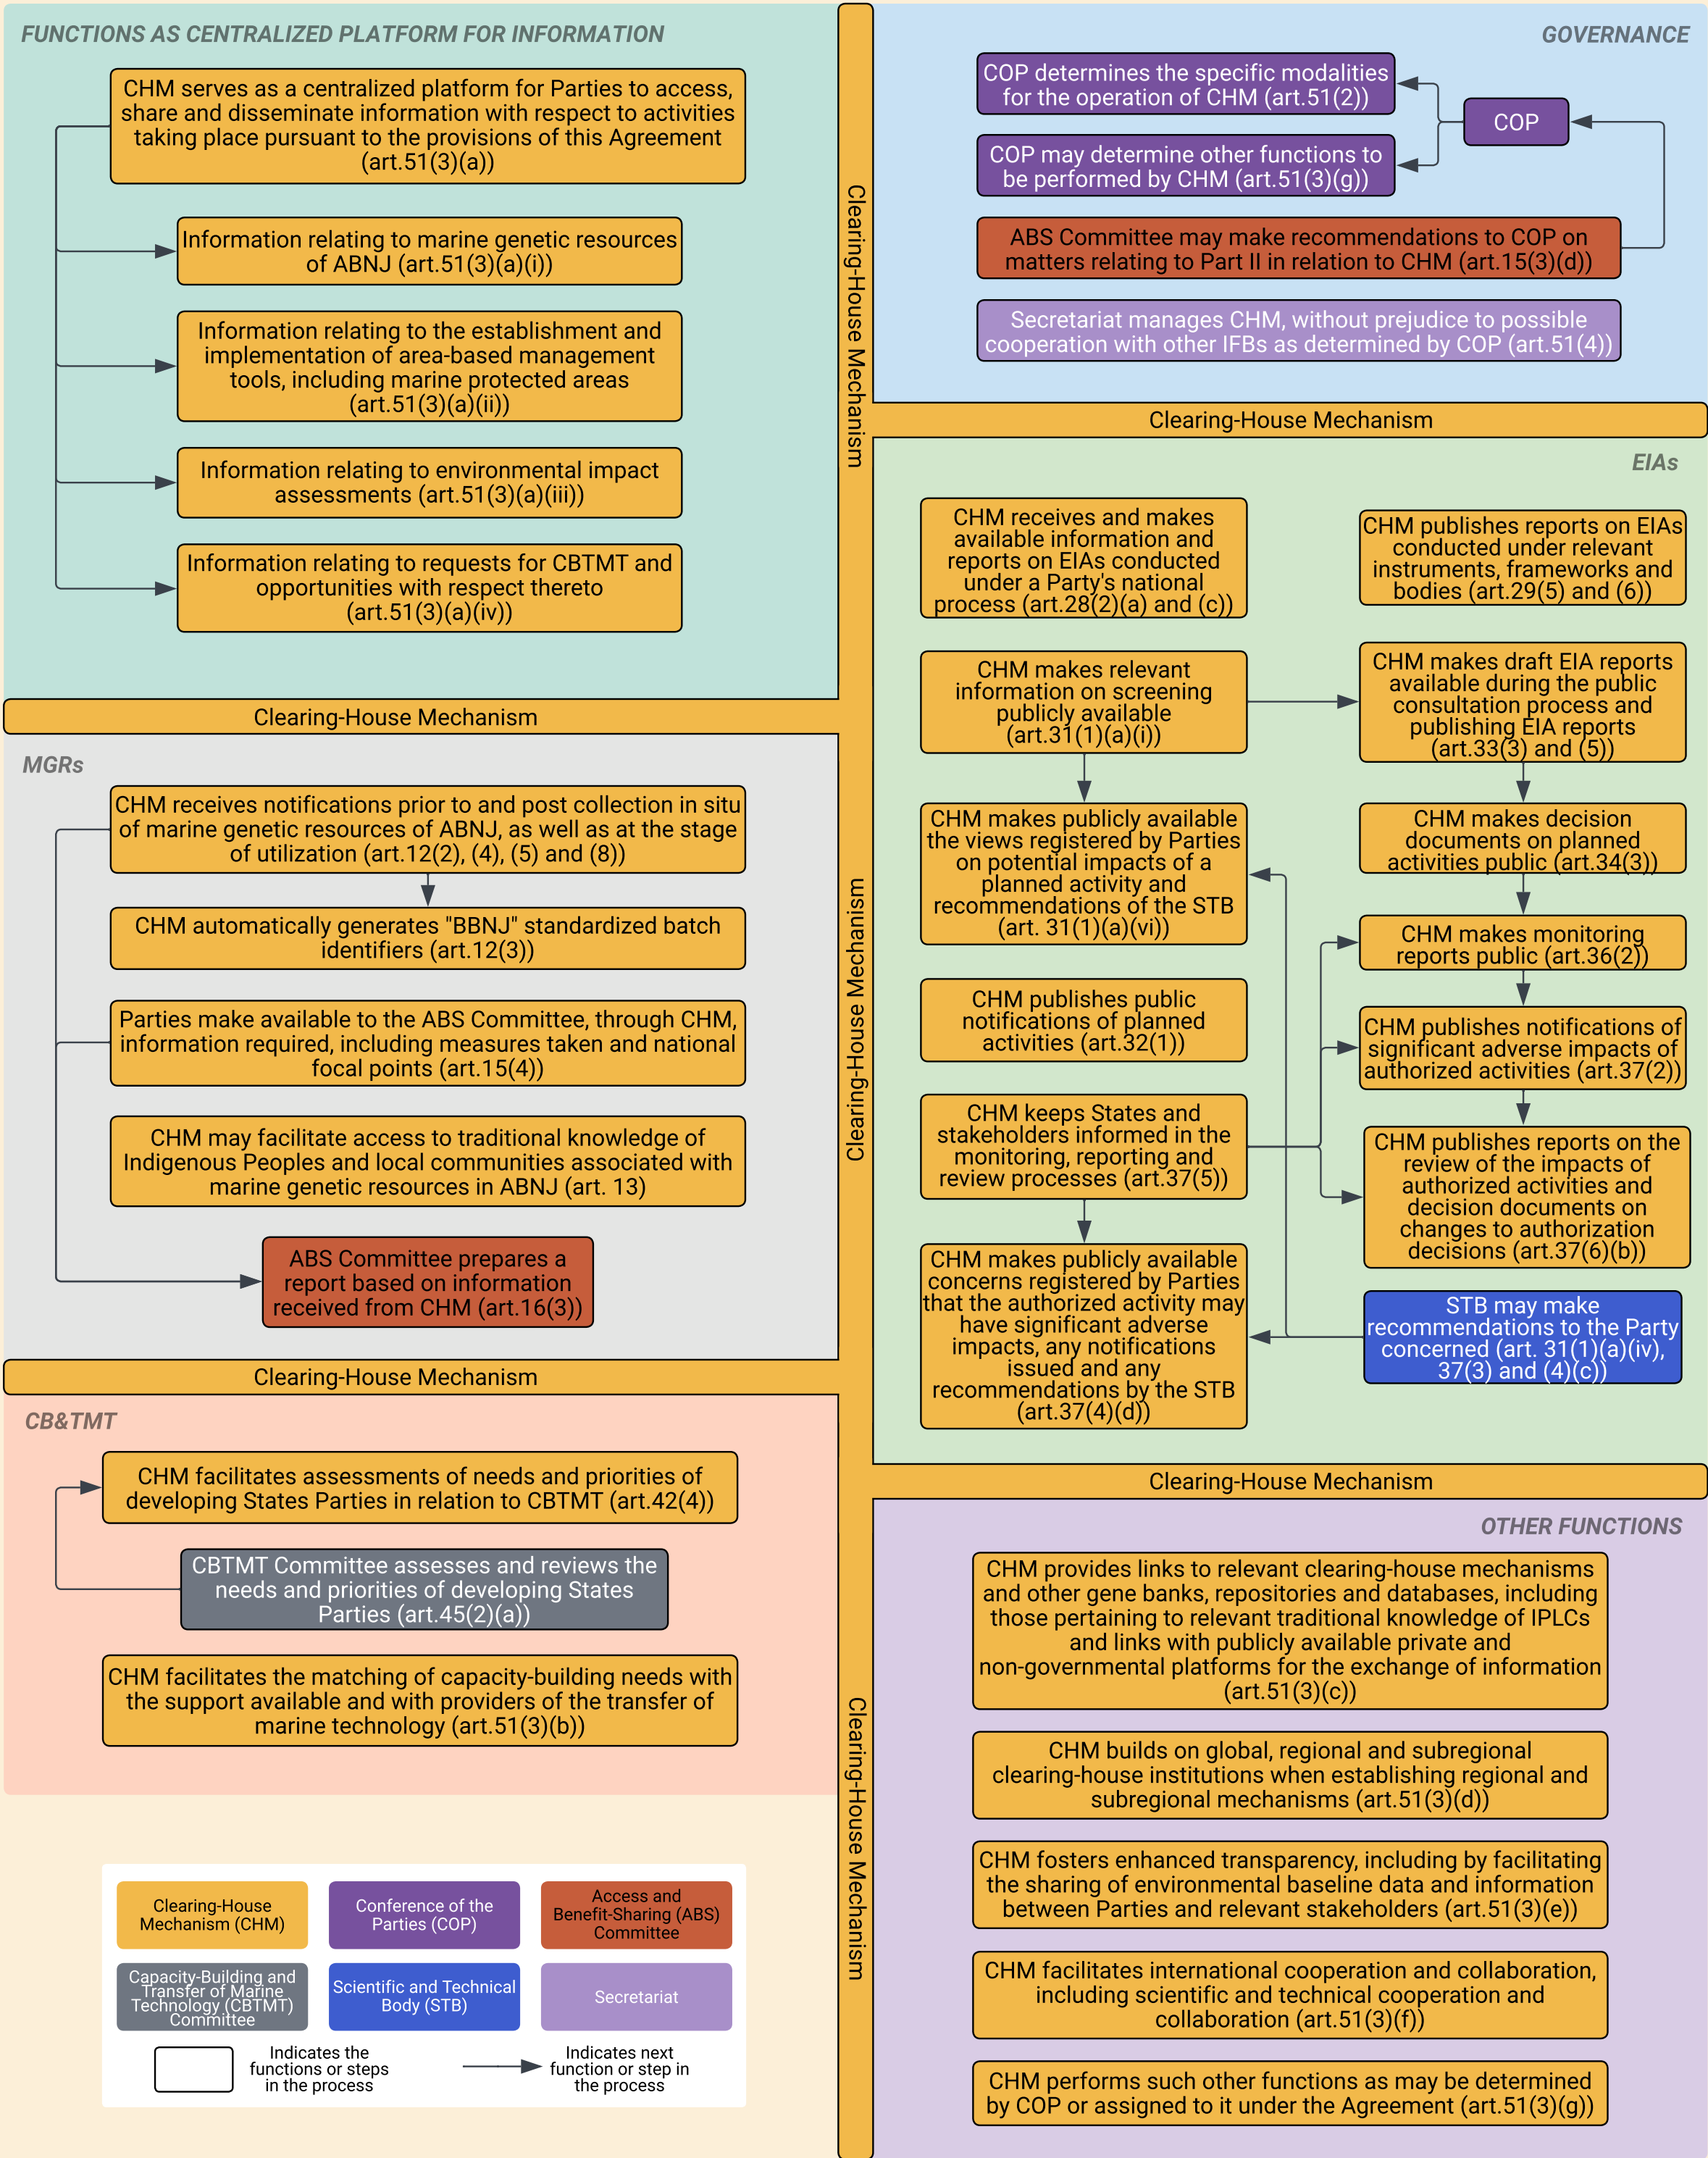 FUNCTIONS AS CENTRALIZED PLATFORM FOR INFORMATION
CHM serves as a centralized platform for Parties to access,
share and disseminate information with respect to activities
taking place pursuant to the provisions of this Agreement
(art.51(3)(a))
Information relating to marine genetic resources
of ABNJ (art.51(3)(a)(i))
Information relating to the establishment and
implementation of area-based management
tools, including marine protected areas
(art.51(3)(a)(ii))
Information relating to environmental impact
assessments (art.51(3)(a)(iii))
Information relating to requests for CBTMT and
opportunities with respect thereto
(art.51(3)(a)(iv))
Clearing-House Mechanism
MGRs
CHM receives notifications prior to and post collection in situ
of marine genetic resources of ABNJ, as well as at the stage
of utilization (art.12(2), (4), (5) and (8))
CHM automatically generates "BBNJ" standardized batch
identifiers (art.12(3))
Parties make available to the ABS Committee, through CHM,
information required, including measures taken and national
focal points (art.15(4))
CHM may facilitate access to traditional knowledge of
Indigenous Peoples and local communities associated with
marine genetic resources in ABNJ (art. 13)
ABS Committee prepares a
report based on information
received from CHM (art.16(3))
Clearing-House Mechanism
CB&TMT
CHM facilitates assessments of needs and priorities of
developing States Parties in relation to CBTMT (art.42(4))
CBTMT Committee assesses and reviews the
needs and priorities of developing States
Parties (art.45(2)(a))
CHM facilitates the matching of capacity-building needs with
the support available and with providers of the transfer of
marine technology (art.51(3)(b))
Clearing-House
Mechanism (CHM)
Conference of the
Parties (COP)
Access and
Benefit-Sharing (ABS)
Committee
Capacity-Building and
Transfer of Marine
Technology (CBTMT)
Committee
Scientific and Technical
Body (STB)
Secretariat
Indicates the
functions or steps
in the process
Indicates next
function or step in
the process
Clearing-House Mechanism
Clearing-House Mechanism
Clearing-House Mechanism
GOVERNANCE
COP determines the specific modalities
for the operation of CHM (art.51(2))
COP
COP may determine other functions to
be performed by CHM (art.51(3)(g))
ABS Committee may make recommendations to COP on
matters relating to Part II in relation to CHM (art.15(3)(d))
Secretariat manages CHM, without prejudice to possible
cooperation with other IFBs as determined by COP (art.51(4))
Clearing-House Mechanism
EIAs
CHM receives and makes
available information and
reports on EIAs conducted
under a Party's national
process (art.28(2)(a) and (c))
CHM publishes reports on EIAs
conducted under relevant
instruments, frameworks and
bodies (art.29(5) and (6))
CHM makes relevant
information on screening
publicly available
(art.31(1)(a)(i))
CHM makes draft EIA reports
available during the public
consultation process and
publishing EIA reports
(art.33(3) and (5))
CHM makes publicly available
the views registered by Parties
on potential impacts of a
planned activity and
recommendations of the STB
(art. 31(1)(a)(vi))
CHM makes decision
documents on planned
activities public (art.34(3))
CHM makes monitoring
reports public (art.36(2))
CHM publishes public
notifications of planned
activities (art.32(1))
CHM publishes notifications of
significant adverse impacts of
authorized activities (art.37(2))
CHM keeps States and
stakeholders informed in the
monitoring, reporting and
review processes (art.37(5))
CHM publishes reports on the
review of the impacts of
authorized activities and
decision documents on
changes to authorization
decisions (art.37(6)(b))
CHM makes publicly available
concerns registered by Parties
that the authorized activity may
have significant adverse
impacts, any notifications
issued and any
recommendations by the STB
(art.37(4)(d))
STB may make
recommendations to the Party
concerned (art. 31(1)(a)(iv),
37(3) and (4)(c))
Clearing-House Mechanism
OTHER FUNCTIONS
CHM provides links to relevant clearing-house mechanisms
and other gene banks, repositories and databases, including
those pertaining to relevant traditional knowledge of IPLCs
and links with publicly available private and
non-governmental platforms for the exchange of information
(art.51(3)(c))
CHM builds on global, regional and subregional
clearing-house institutions when establishing regional and
subregional mechanisms (art.51(3)(d))
CHM fosters enhanced transparency, including by facilitating
the sharing of environmental baseline data and information
between Parties and relevant stakeholders (art.51(3)(e))
CHM facilitates international cooperation and collaboration,
including scientific and technical cooperation and
collaboration (art.51(3)(f))
CHM performs such other functions as may be determined
by COP or assigned to it under the Agreement (art.51(3)(g))